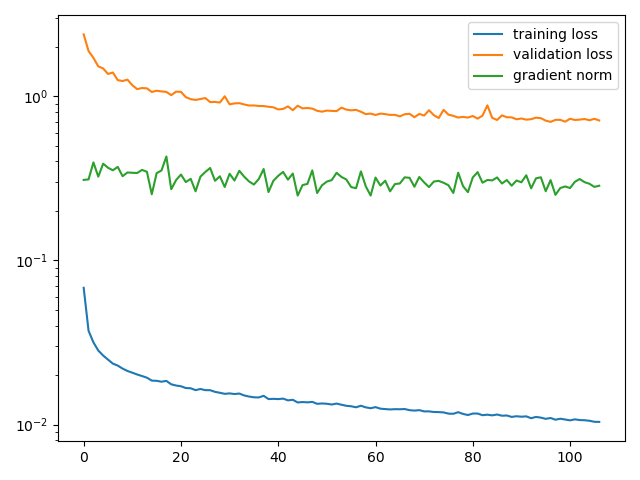 training loss
validation loss
gradient norm
10⁰
10⁻¹
10⁻²
0 20 40 60 80 100